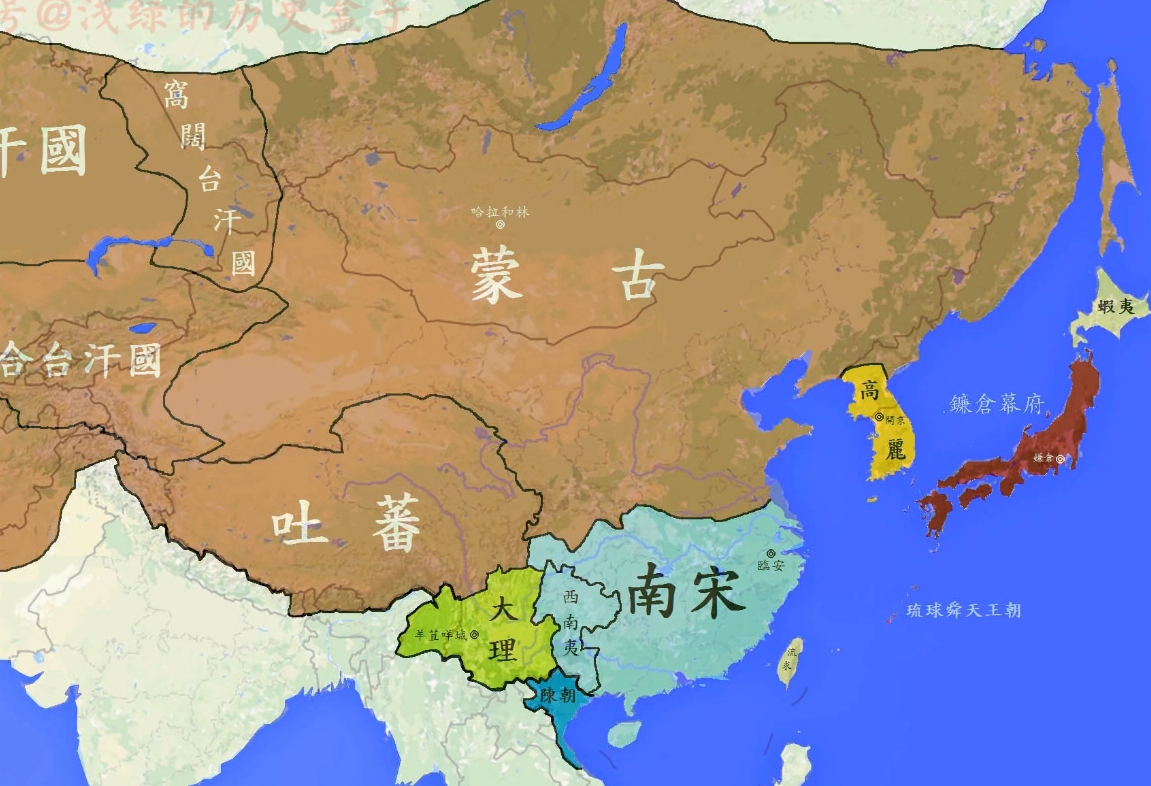 号@浅绿的历史盒子
窩闊台汗國
汗國
哈拉和林
蒙古
合台汗國
蝦夷
高麗
開京
鎌倉幕府
鎌倉
吐蕃
南宋
臨安
大理
羊苴咩城
西南夷
琉球舜天王朝
流求
陳朝